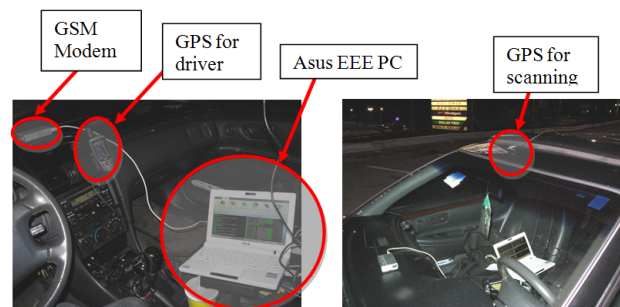 GSM
Modem
GPS for
driver
Asus EEE PC
GPS for
scanning